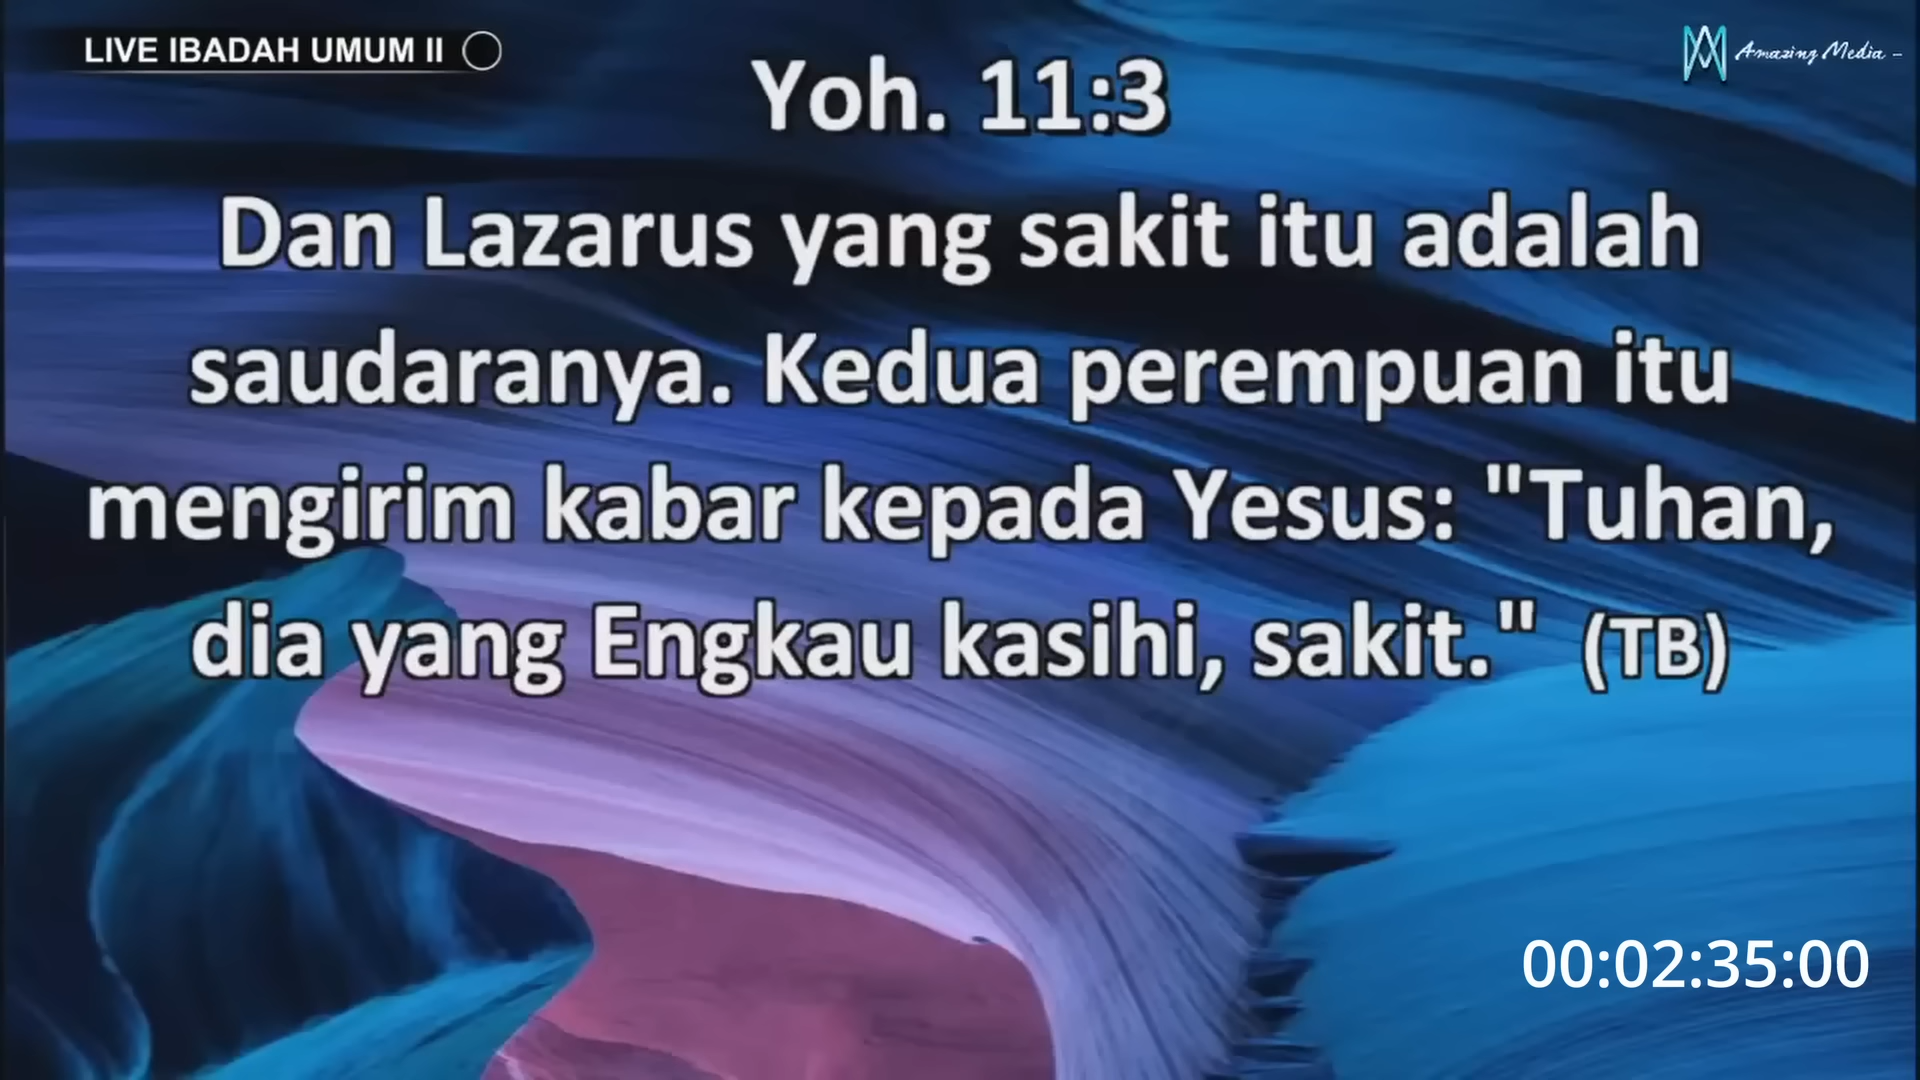 LIVE IBADAH UMUM II
Amazing Media -
Yoh. 11:3
Dan Lazarus yang sakit itu adalah
saudaranya. Kedua perempuan itu
mengirim kabar kepada Yesus: "Tuhan,
dia yang Engkau kasihi, sakit." (TB)
00:02:35:00